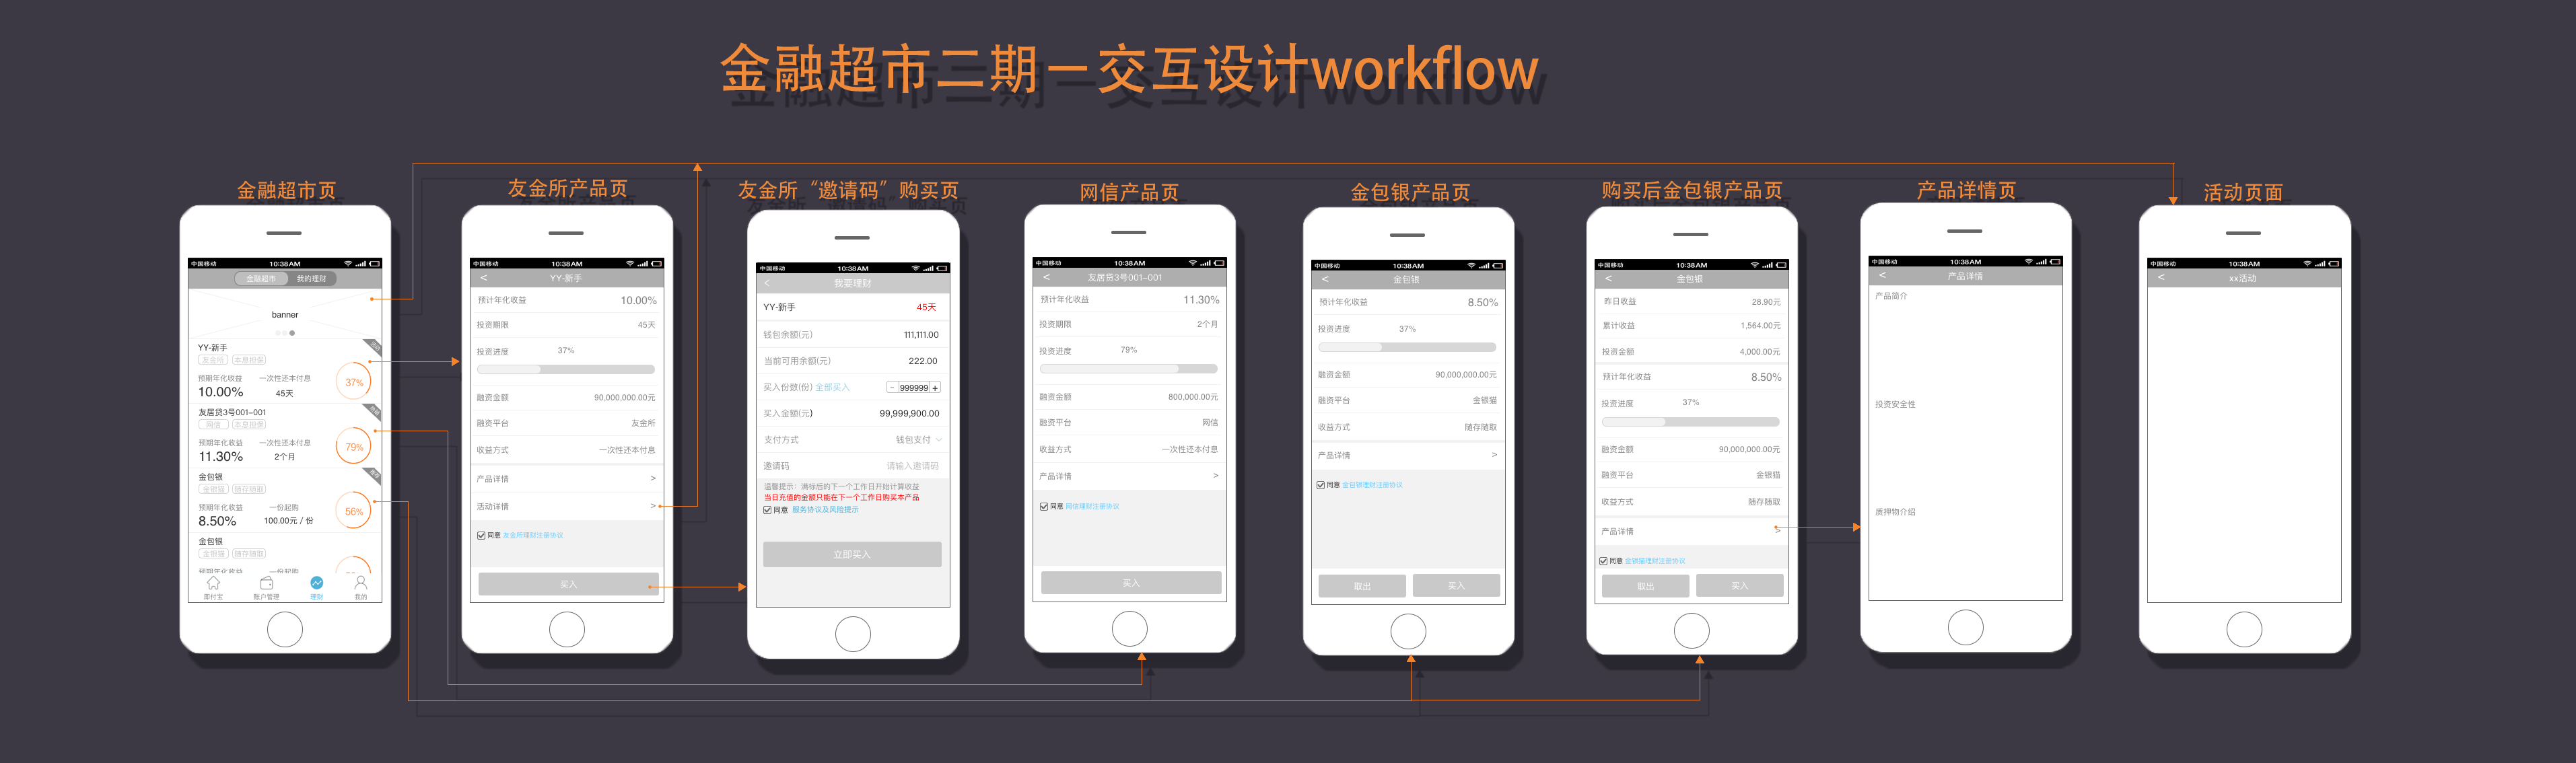 金融超市三期－交互设计workflow
金融超市页
中国移动 10:38AM
金融超市 我的理财
banner
YY-新手
友金所 本息担保
预期年化收益 一次性还本付息
10.00% 45天
37%
友居贷3号001-001
网信 本息担保
预期年化收益 一次性还本付息
11.30% 2个月
79%
金包银
金银猫 随存随取
预期年化收益 一份起购
8.50% 100.00元 / 份
56%
金包银
金银猫 随存随取
预期年化收益 一份起购
即付宝 账户管理 理财 我的
友金所产品页
中国移动 10:38AM
< YY-新手
预计年化收益 10.00%
投资期限 45天
投资进度 37%
融资金额 90,000,000.00元
融资平台 友金所
收益方式 一次性还本付息
产品详情 >
活动详情 >
同意 友金所理财注册协议
买入
友金所“邀请码”购买页
中国移动 10:38AM
< 我要理财
YY-新手 45天
钱包余额(元) 111,111.00
当前可用余额(元) 222.00
买入份数(份) 全部买入 - 999999 +
买入金额(元) 99,999,900.00
支付方式 钱包支付
邀请码 请输入邀请码
温馨提示：满标后的下一个工作日开始计算收益
当日充值的金额只能在下一个工作日购买本产品
同意 服务协议及风险提示
立即买入
网信产品页
中国移动 10:38AM
< 友居贷3号001-001
预计年化收益 11.30%
投资期限 2个月
投资进度 79%
融资金额 800,000.00元
融资平台 网信
收益方式 一次性还本付息
产品详情 >
同意 网信理财注册协议
买入
金包银产品页
中国移动 10:38AM
< 金包银
预计年化收益 8.50%
投资进度 37%
融资金额 90,000,000.00元
融资平台 金银猫
收益方式 随存随取
产品详情 >
同意 金包银理财注册协议
取出 买入
购买后金包银产品页
中国移动 10:38AM
< 金包银
昨日收益 28.90元
累计收益 1,564.00元
投资金额 4,000.00元
预计年化收益 8.50%
投资进度 37%
融资金额 90,000,000.00元
融资平台 金银猫
收益方式 随存随取
产品详情 >
同意 金银猫理财注册协议
取出 买入
产品详情页
中国移动 10:38AM
< 产品详情
产品简介
投资安全性
质押物介绍
活动页面
中国移动 10:38AM
< xx活动